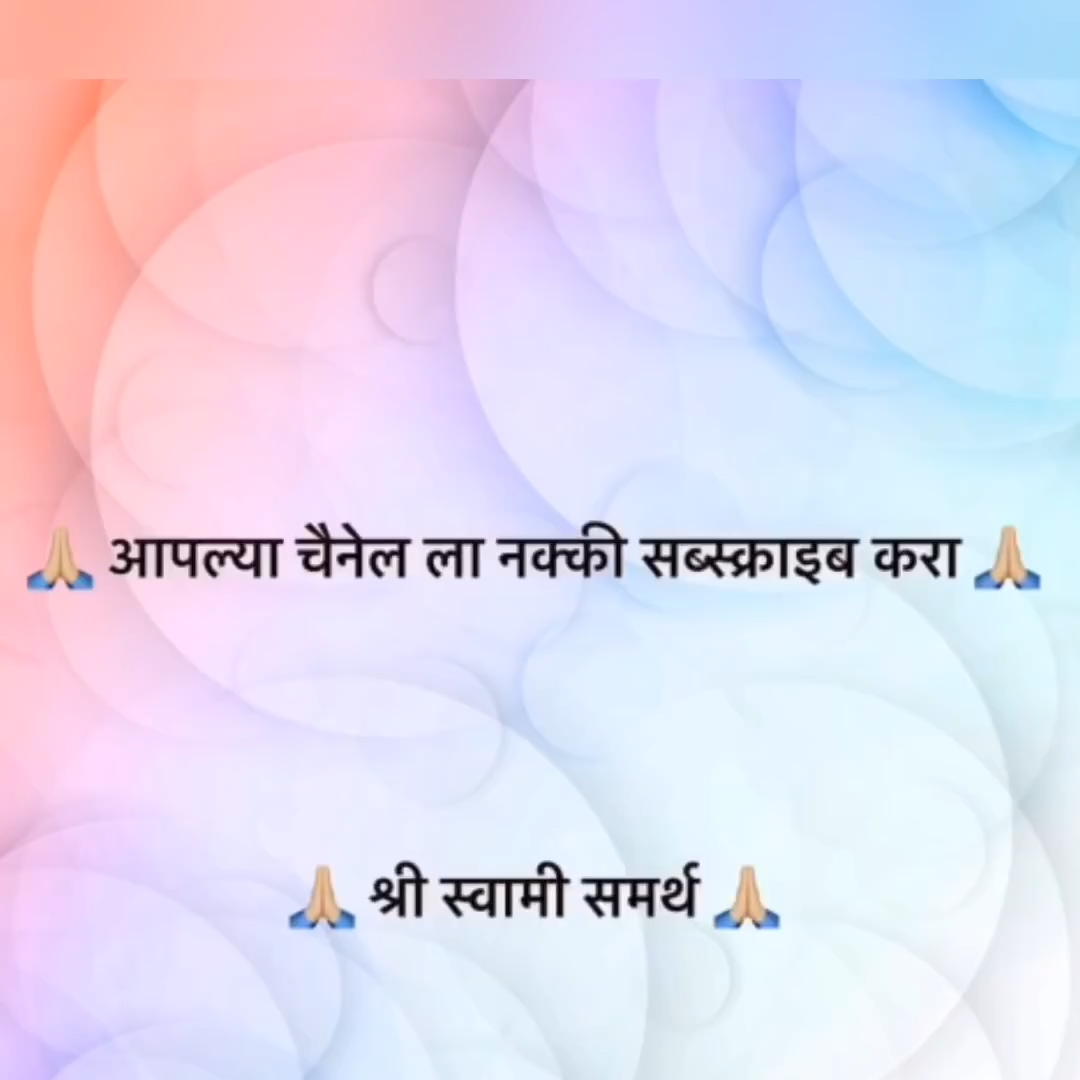 🙏 आपल्या चैनेल ला नक्की सब्स्क्राइब करा 🙏
🙏 श्री स्वामी समर्थ 🙏